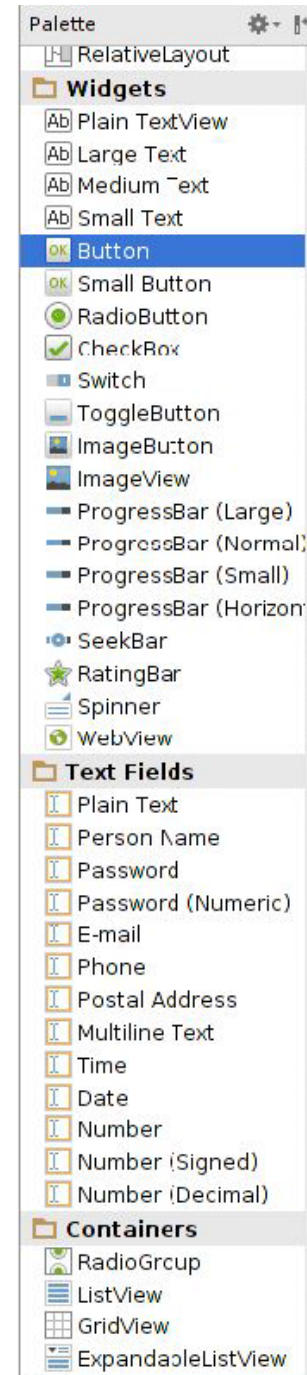 Palette
RelativeLayout
Widgets
Ab Plain TextView
Ab Large Text
Ab Medium Text
Ab Small Text
OK Button
OK Small Button
RadioButton
CheckBox
Switch
ToggleButton
ImageButton
ImageView
ProgressBar (Large)
ProgressBar (Normal)
ProgressBar (Small)
ProgressBar (Horizon
SeekBar
RatingBar
Spinner
WebView
Text Fields
Plain Text
Person Name
Password
Password (Numeric)
E-mail
Phone
Postal Address
Multiline Text
Time
Date
Number
Number (Signed)
Number (Decimal)
Containers
RadioGroup
ListView
GridView
ExpandableListView